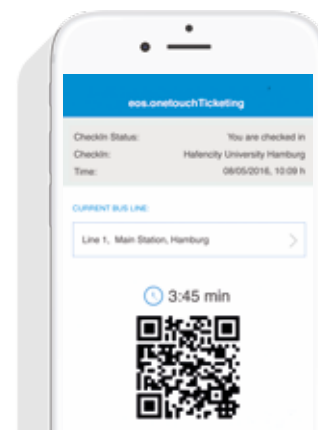 eos.onetouchTicketing
CheckIn Status: You are checked in
CheckIn: Hafencity University Hamburg
Time: 08/05/2016, 10:09 h
CURRENT BUS LINE:
Line 1, Main Station, Hamburg
3:45 min